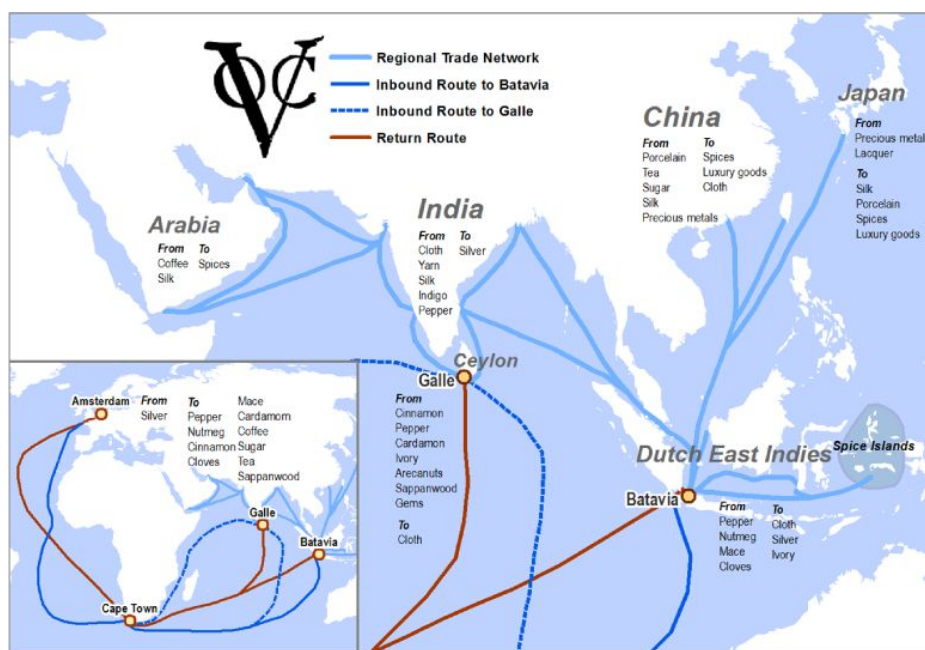 VOC
Regional Trade Network
Inbound Route to Batavia
Inbound Route to Galle
Return Route
Arabia
From To
Coffee Spices
Silk
India
From To
Cloth Silver
Yarn
Silk
Indigo
Pepper
China
From To
Porcelain Spices
Tea Luxury goods
Sugar Cloth
Silk
Precious metals
Japan
From
Precious metal
Lacquer
To
Silk
Porcelain
Spices
Luxury goods
Ceylon
Galle
From
Cinnamon
Pepper
Cardamon
Ivory
Arecanuts
Sappanwood
Gems
To
Cloth
Dutch East Indies
Spice Islands
Batavia
From To
Pepper Cloth
Nutmeg Silver
Mace Ivory
Cloves
Amsterdam
From To Mace
Silver Pepper Cardamom
Nutmeg Coffee
Cinnamon Sugar
Cloves Tea
Sappanwood
Galle
Batavia
Cape Town